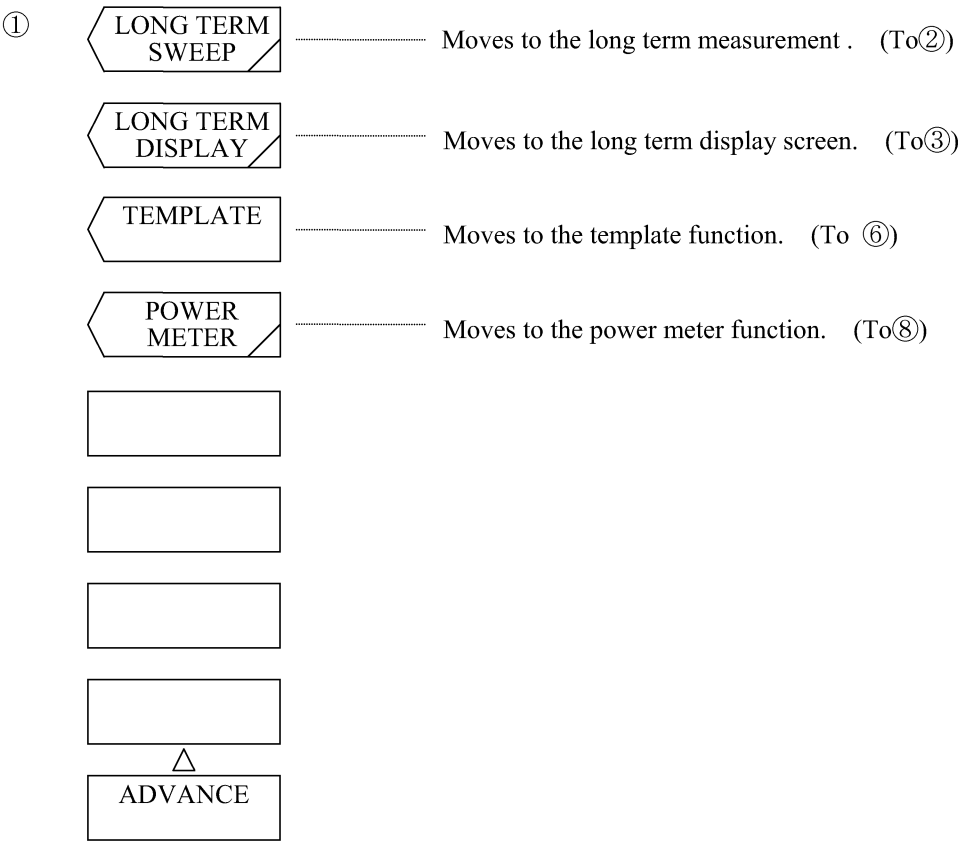 ①
LONG TERM
SWEEP
Moves to the long term measurement . (To②)
LONG TERM
DISPLAY
Moves to the long term display screen. (To③)
TEMPLATE
Moves to the template function. (To ⑥)
POWER
METER
Moves to the power meter function. (To⑧)
ADVANCE